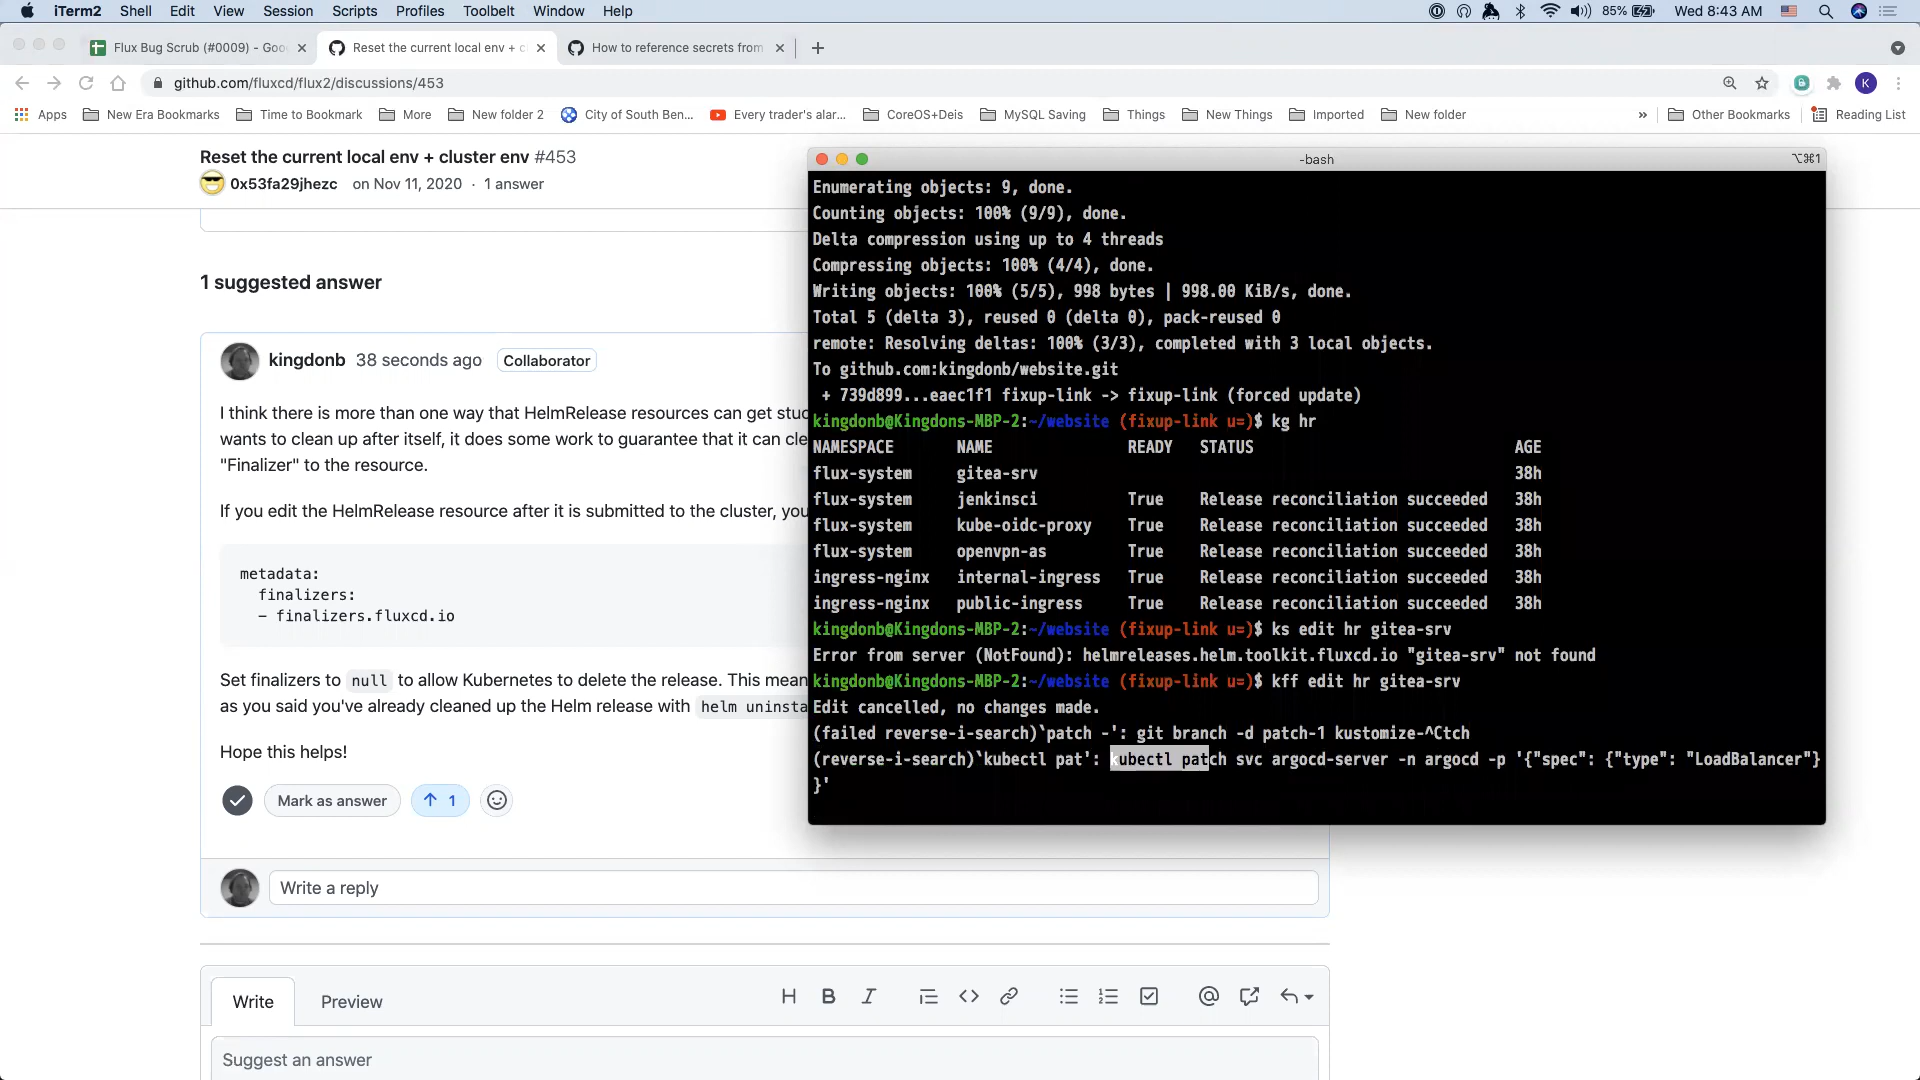 iTerm2 Shell Edit View Session Scripts Profiles Toolbelt Window Help 85% Wed 8:43 AM
Flux Bug Scrub (#0009) - Goo Reset the current local env + c How to reference secrets from
github.com/fluxcd/flux2/discussions/453 K
Apps New Era Bookmarks Time to Bookmark More New folder 2 City of South Ben... Every trader's alar... CoreOS+Deis MySQL Saving Things New Things Imported New folder » Other Bookmarks Reading List
Reset the current local env + cluster env #453
0x53fa29jhezc on Nov 11, 2020 · 1 answer
1 suggested answer
kingdonb 38 seconds ago Collaborator
I think there is more than one way that HelmRelease resources can get stuc
wants to clean up after itself, it does some work to guarantee that it can cle
"Finalizer" to the resource.
If you edit the HelmRelease resource after it is submitted to the cluster, you
metadata:
finalizers:
- finalizers.fluxcd.io
Set finalizers to null to allow Kubernetes to delete the release. This mean
as you said you've already cleaned up the Helm release with helm uninsta
Hope this helps!
Mark as answer 1
Write a reply
Write Preview
Suggest an answer
-bash ⌥⌘1
Enumerating objects: 9, done.
Counting objects: 100% (9/9), done.
Delta compression using up to 4 threads
Compressing objects: 100% (4/4), done.
Writing objects: 100% (5/5), 998 bytes | 998.00 KiB/s, done.
Total 5 (delta 3), reused 0 (delta 0), pack-reused 0
remote: Resolving deltas: 100% (3/3), completed with 3 local objects.
To github.com:kingdonb/website.git
+ 739d899...eaec1f1 fixup-link -> fixup-link (forced update)
kingdonb@Kingdons-MBP-2:~/website (fixup-link u=)$ kg hr
NAMESPACE NAME READY STATUS AGE
flux-system gitea-srv 38h
flux-system jenkinsci True Release reconciliation succeeded 38h
flux-system kube-oidc-proxy True Release reconciliation succeeded 38h
flux-system openvpn-as True Release reconciliation succeeded 38h
ingress-nginx internal-ingress True Release reconciliation succeeded 38h
ingress-nginx public-ingress True Release reconciliation succeeded 38h
kingdonb@Kingdons-MBP-2:~/website (fixup-link u=)$ ks edit hr gitea-srv
Error from server (NotFound): helmreleases.helm.toolkit.fluxcd.io "gitea-srv" not found
kingdonb@Kingdons-MBP-2:~/website (fixup-link u=)$ kff edit hr gitea-srv
Edit cancelled, no changes made.
(failed reverse-i-search)`patch -': git branch -d patch-1 kustomize-^Ctch
(reverse-i-search)`kubectl pat': kubectl patch svc argocd-server -n argocd -p '{"spec": {"type": "LoadBalancer"}
}'